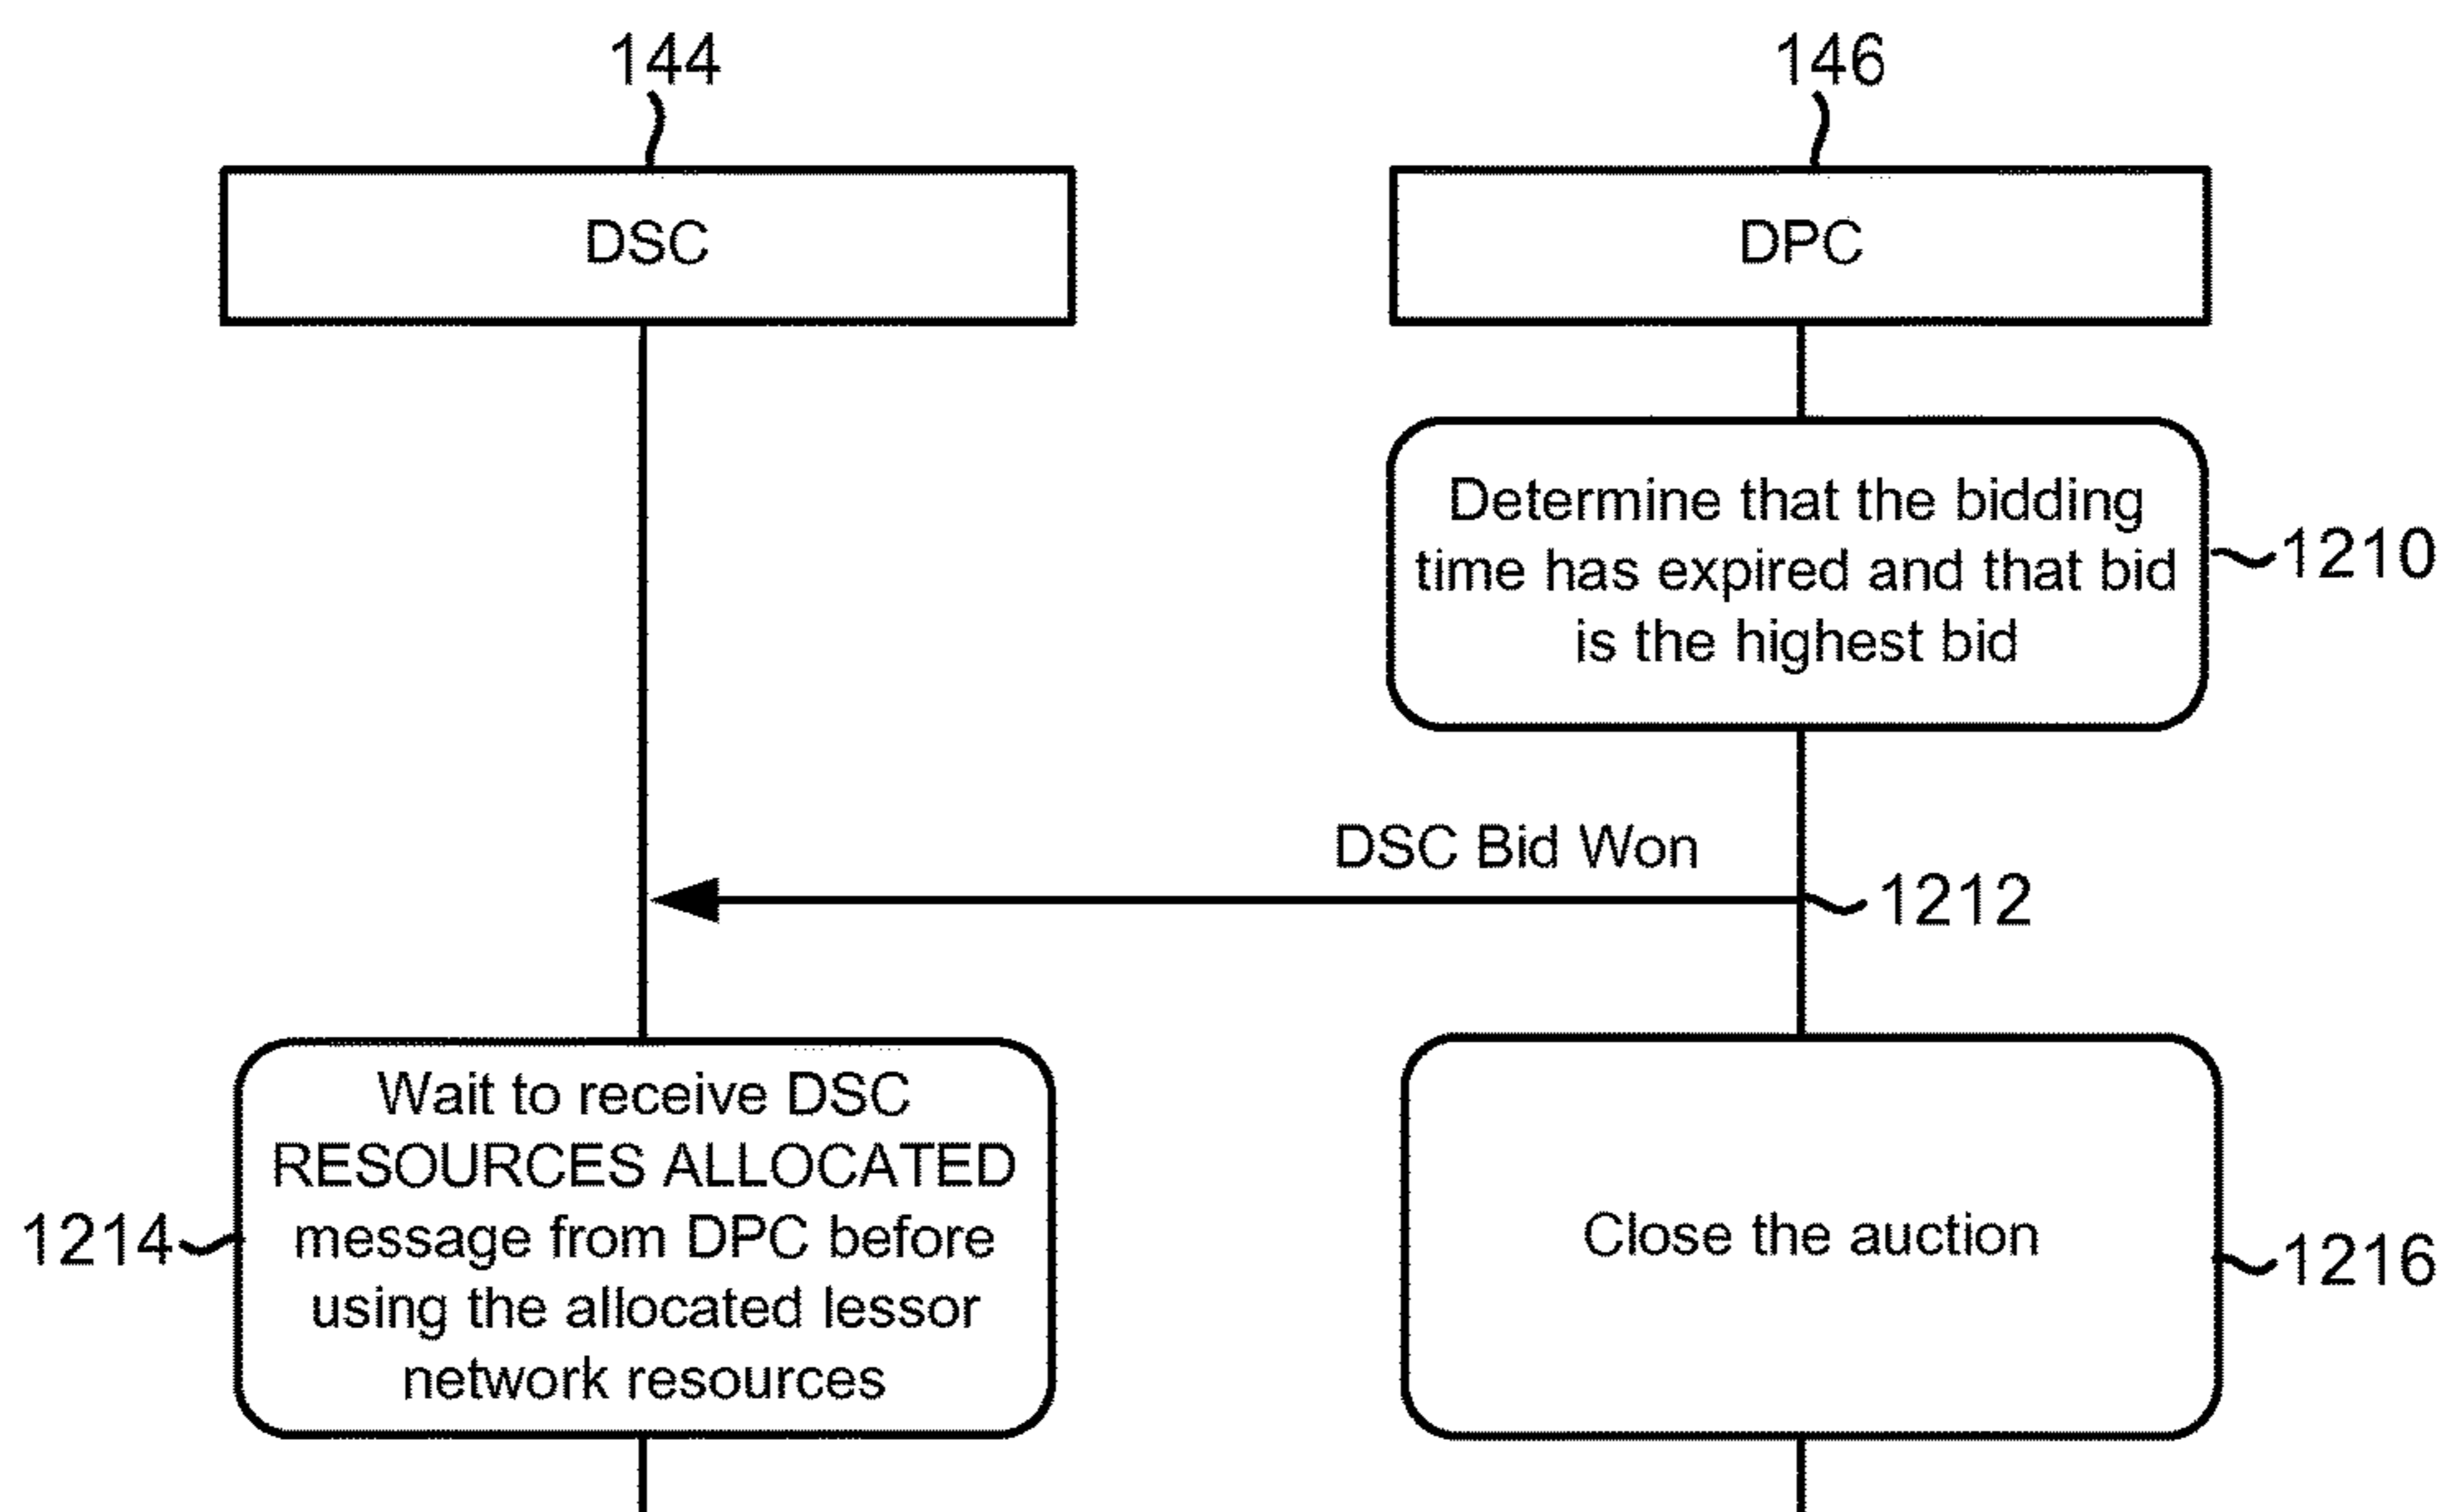 144
146
DSC
DPC
Determine that the bidding
time has expired and that bid
is the highest bid
1210
DSC Bid Won
1212
Wait to receive DSC
RESOURCES ALLOCATED
message from DPC before
using the allocated lessor
network resources
1214
Close the auction
1216